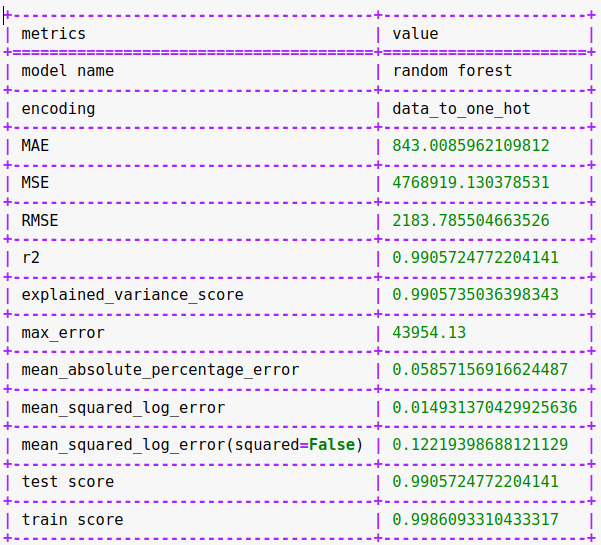 +---------------------------------------+----------------------+
| metrics | value |
+=======================================+======================+
| model name | random forest |
+---------------------------------------+----------------------+
| encoding | data_to_one_hot |
+---------------------------------------+----------------------+
| MAE | 843.0085962109812 |
+---------------------------------------+----------------------+
| MSE | 4768919.130378531 |
+---------------------------------------+----------------------+
| RMSE | 2183.785504663526 |
+---------------------------------------+----------------------+
| r2 | 0.9905724772204141 |
+---------------------------------------+----------------------+
| explained_variance_score | 0.9905735036398343 |
+---------------------------------------+----------------------+
| max_error | 43954.13 |
+---------------------------------------+----------------------+
| mean_absolute_percentage_error | 0.05857156916624487 |
+---------------------------------------+----------------------+
| mean_squared_log_error | 0.014931370429925636 |
+---------------------------------------+----------------------+
| mean_squared_log_error(squared=False) | 0.12219398688121129 |
+---------------------------------------+----------------------+
| test score | 0.9905724772204141 |
+---------------------------------------+----------------------+
| train score | 0.9986093310433317 |
+---------------------------------------+----------------------+